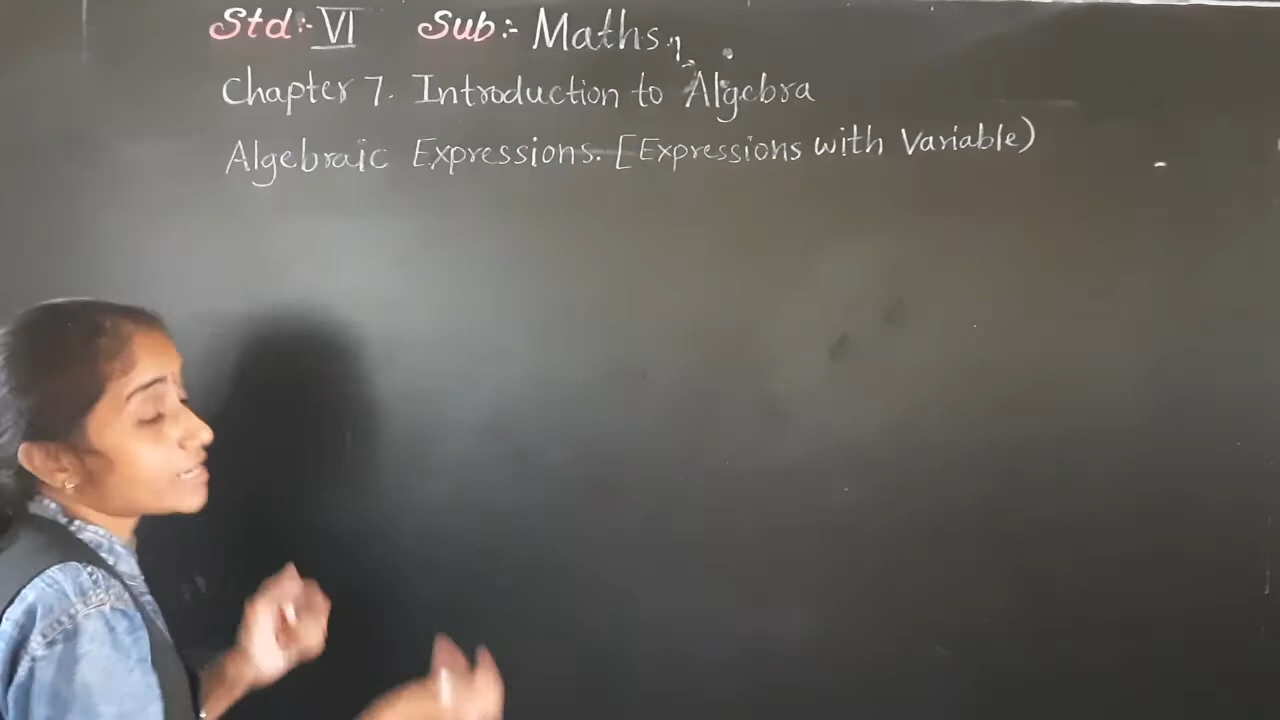 Std:- VI Sub:- Maths.
Chapter 7. Introduction to Algebra
Algebraic Expressions. [Expressions with Variable)